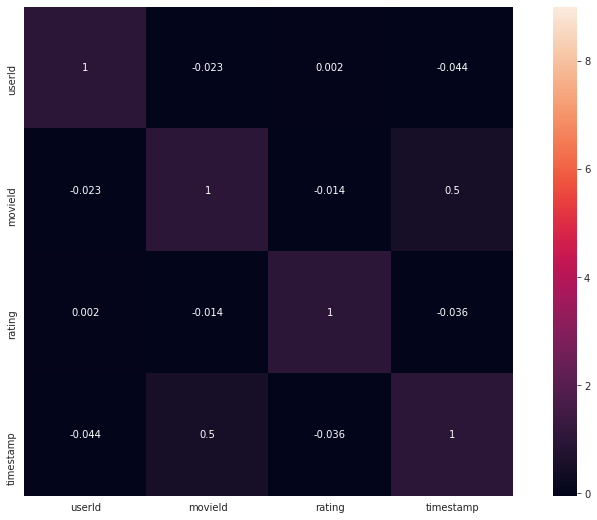 userId 1 -0.023 0.002 -0.044
movieId -0.023 1 -0.014 0.5
rating 0.002 -0.014 1 -0.036
timestamp -0.044 0.5 -0.036 1
userId movieId rating timestamp
8
6
4
2
0